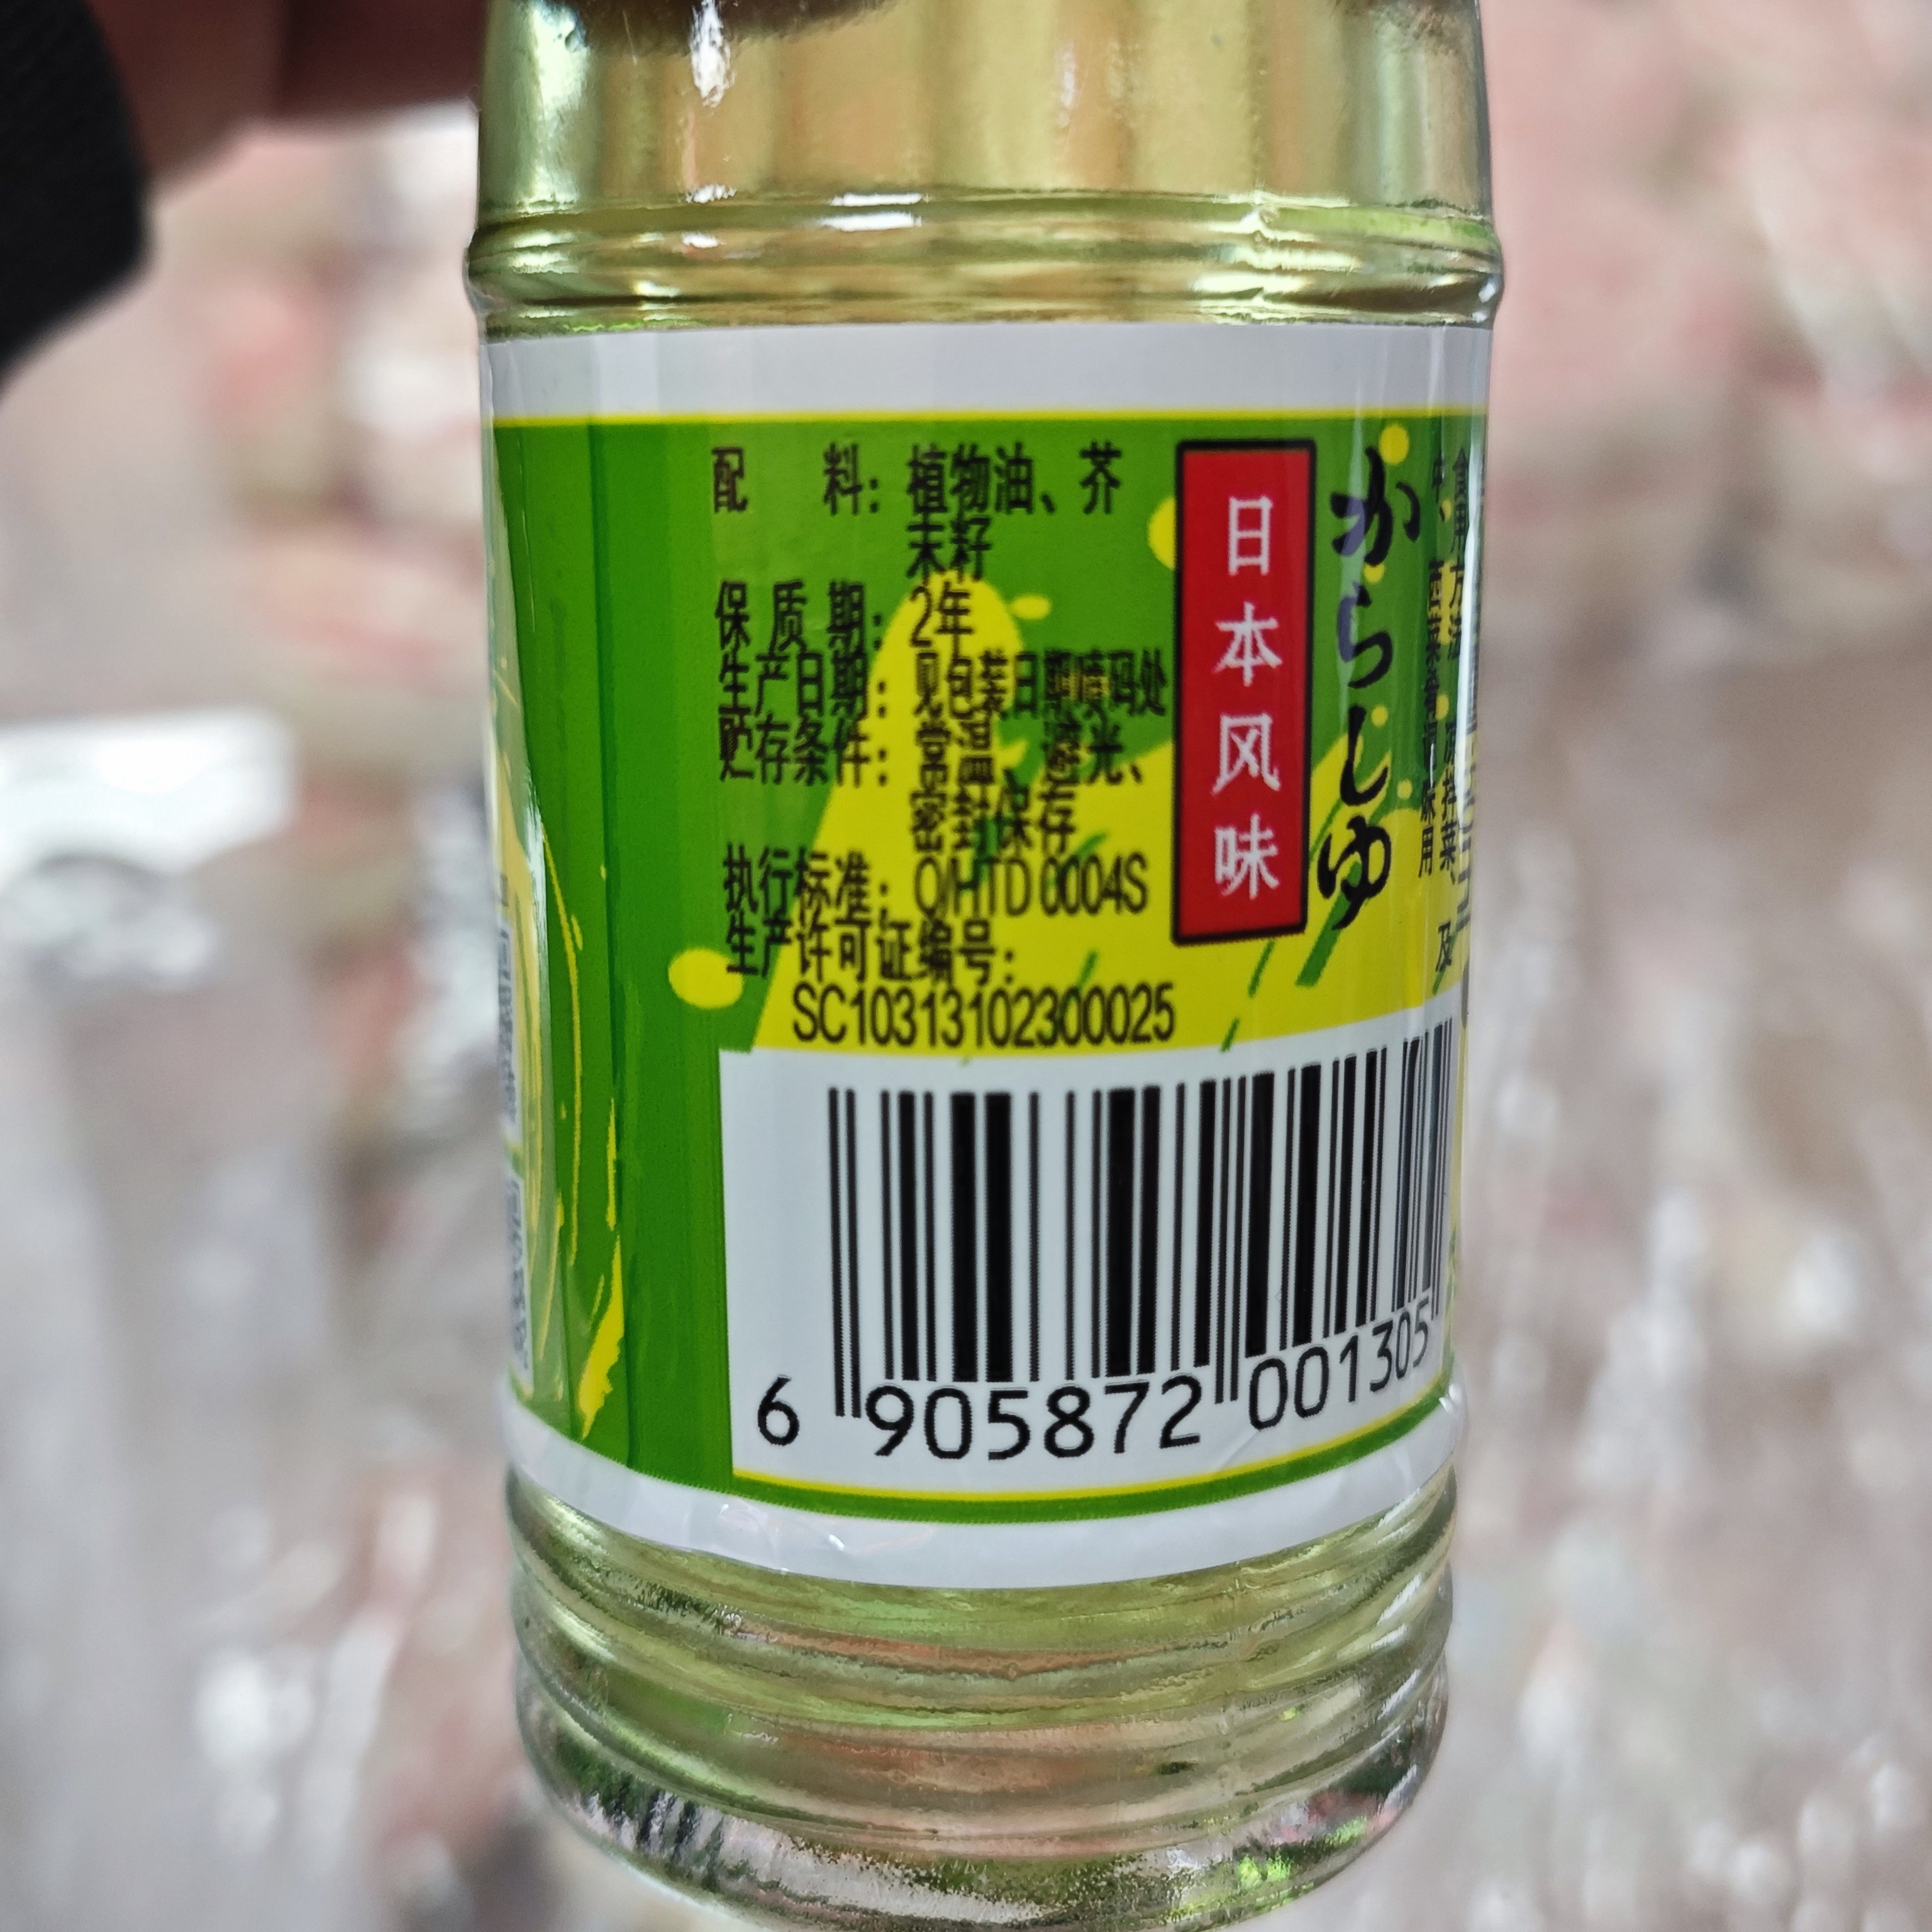 配 料：植物油、芥
末籽
保 质 期：2年
生产日期：见包装日期喷码处
贮存条件：常温、避光、
密封保存
执行标准：Q/HTD 0004S
生产许可证编号：
SC10313102300025
日本风味
からしゆ
6 905872 001305